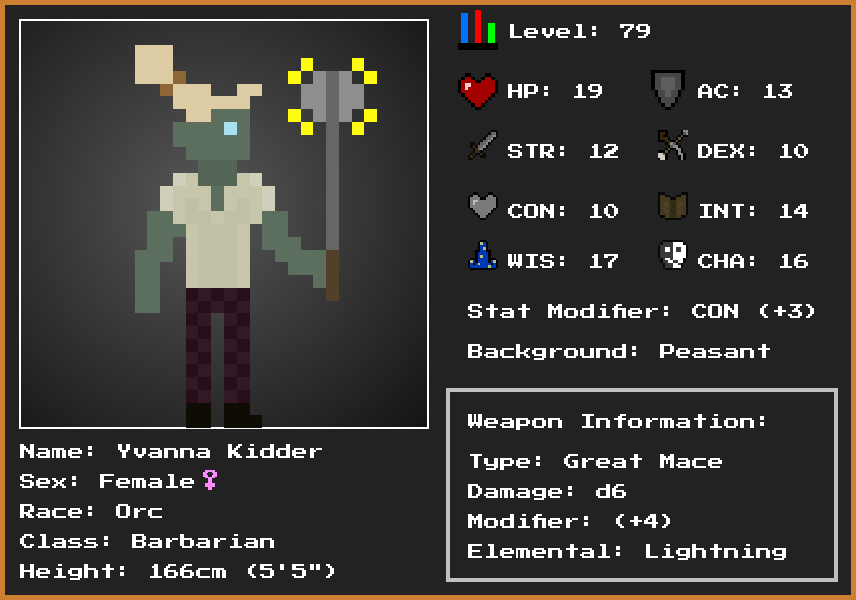 Level: 79
HP: 19 AC: 13
STR: 12 DEX: 10
CON: 10 INT: 14
WIS: 17 CHA: 16
Stat Modifier: CON (+3)
Background: Peasant
Weapon Information:
Type: Great Mace
Damage: d6
Modifier: (+4)
Elemental: Lightning
Name: Yvanna Kidder
Sex: Female♀
Race: Orc
Class: Barbarian
Height: 166cm (5'5")